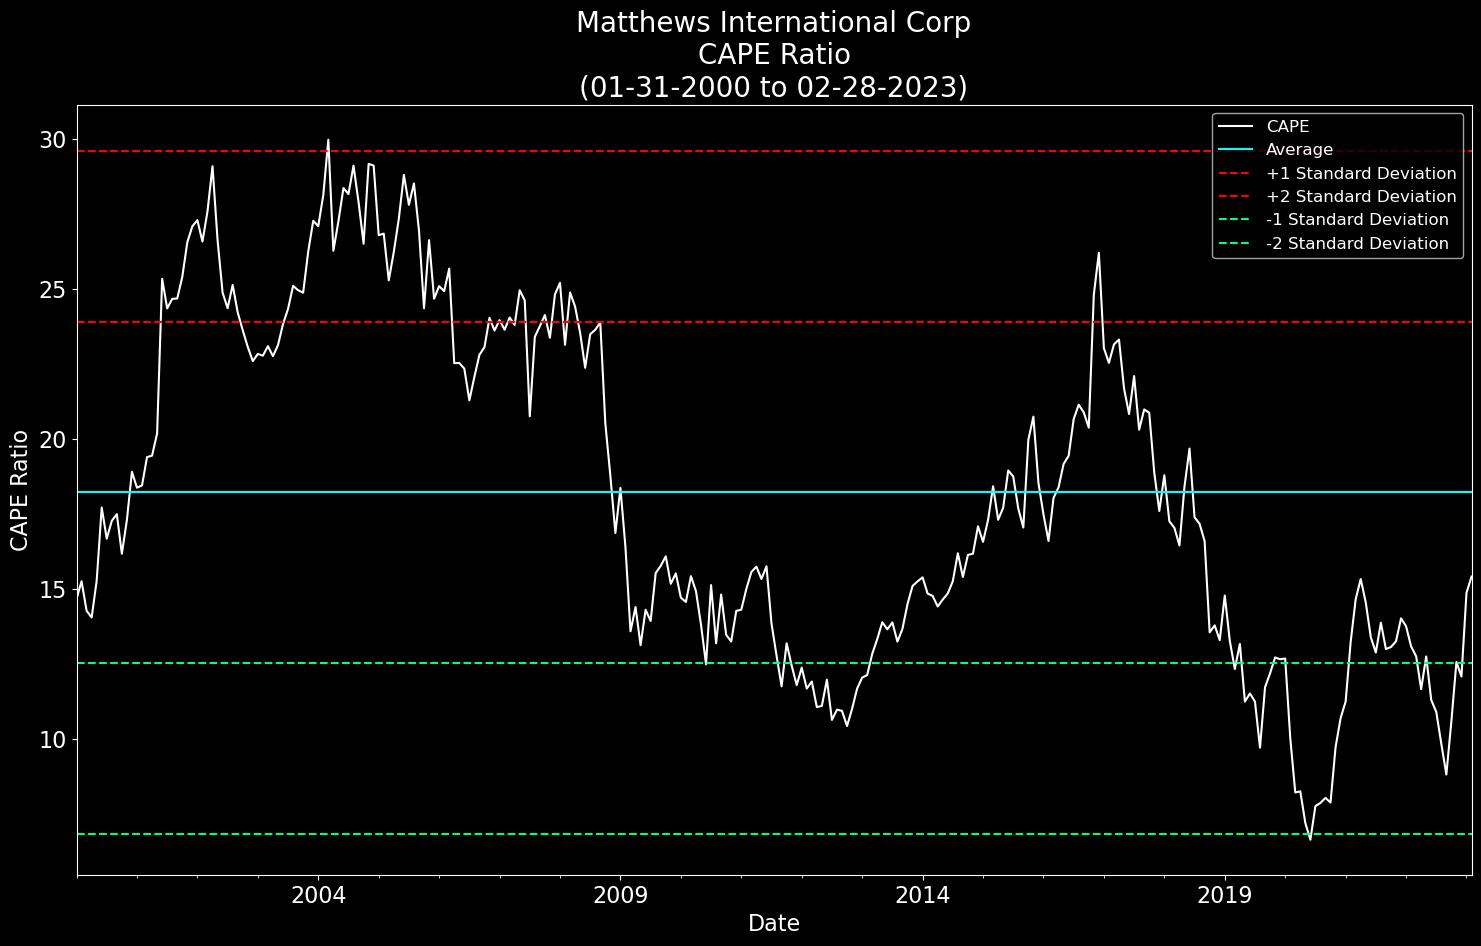 Matthews International Corp
CAPE Ratio
(01-31-2000 to 02-28-2023)
CAPE
Average
+1 Standard Deviation
+2 Standard Deviation
-1 Standard Deviation
-2 Standard Deviation
CAPE Ratio
30
25
20
15
10
2004
2009
2014
2019
Date